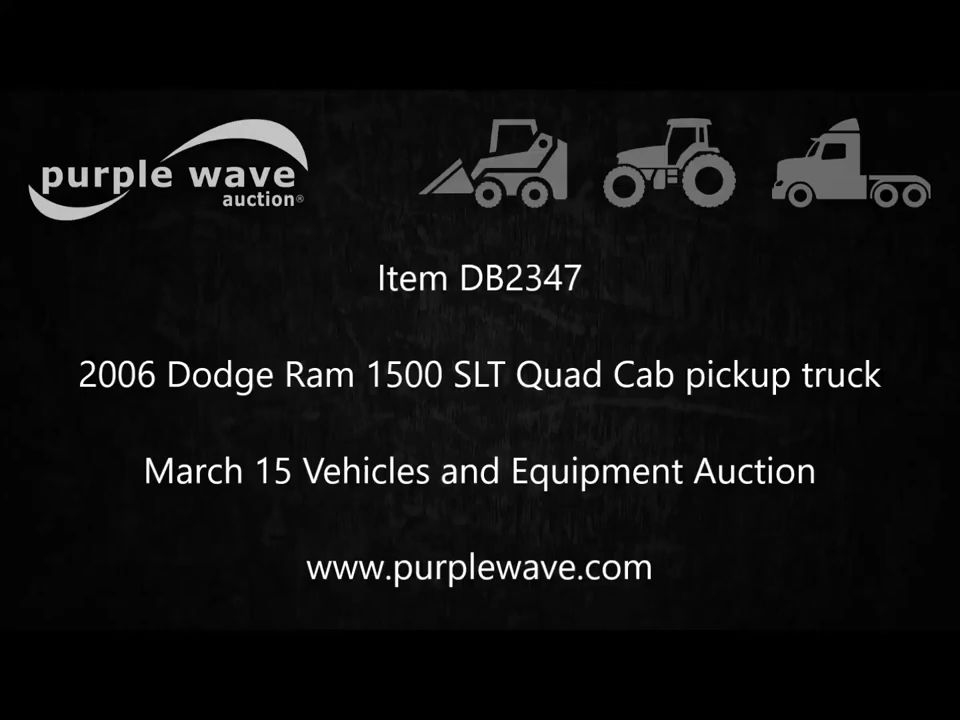 purple wave
auction®
Item DB2347
2006 Dodge Ram 1500 SLT Quad Cab pickup truck
March 15 Vehicles and Equipment Auction
www.purplewave.com